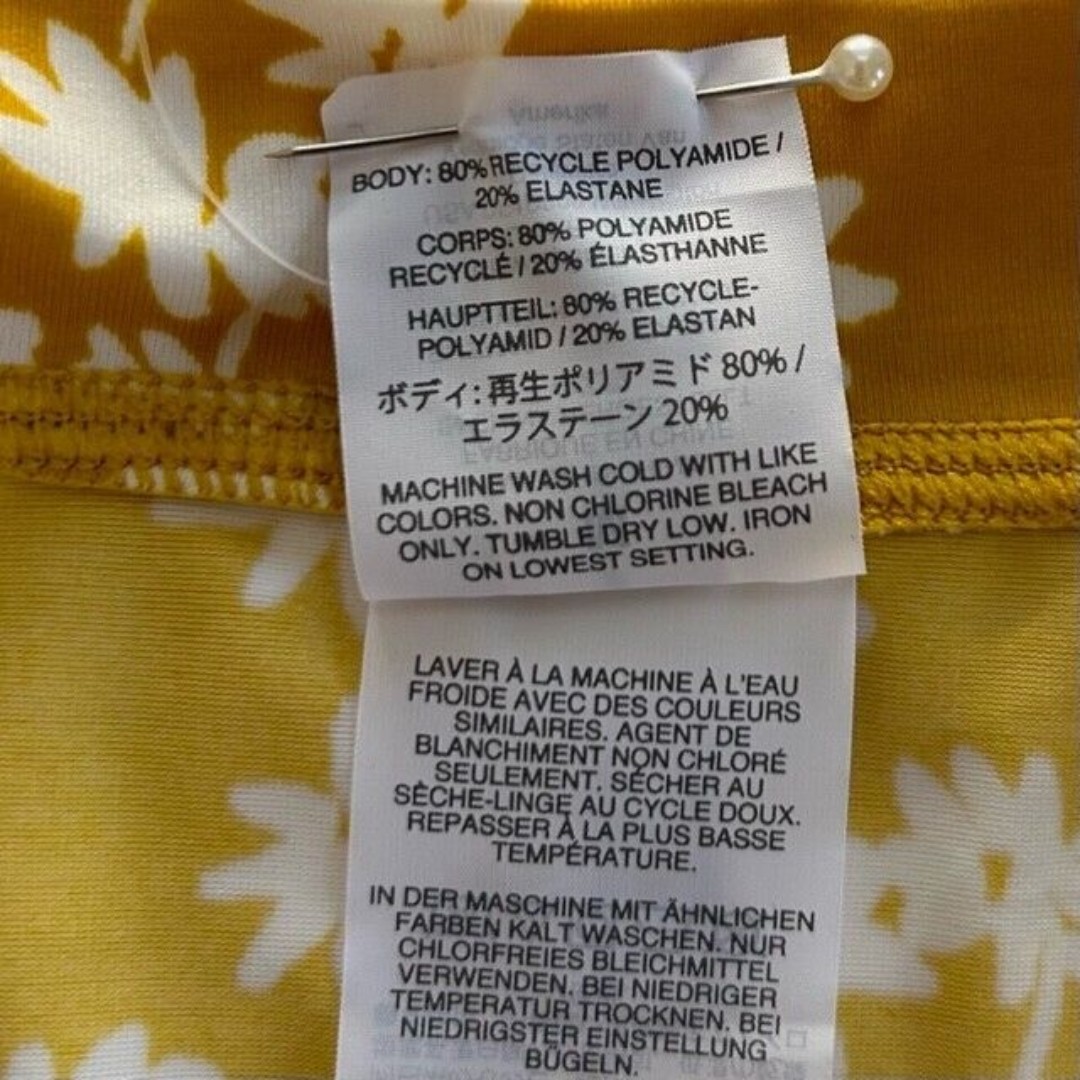 BODY: 80% RECYCLE POLYAMIDE /
20% ELASTANE
CORPS: 80% POLYAMIDE
RECYCLÉ / 20% ÉLASTHANNE
HAUPTTEIL: 80% RECYCLE-
POLYAMID / 20% ELASTAN
ボディ: 再生ポリアミド 80% /
エラステーン 20%
MACHINE WASH COLD WITH LIKE
COLORS. NON CHLORINE BLEACH
ONLY. TUMBLE DRY LOW. IRON
ON LOWEST SETTING.
LAVER À LA MACHINE À L'EAU
FROIDE AVEC DES COULEURS
SIMILAIRES. AGENT DE
BLANCHIMENT NON CHLORÉ
SEULEMENT. SÉCHER AU
SÈCHE-LINGE AU CYCLE DOUX.
REPASSER À LA PLUS BASSE
TEMPÉRATURE.
IN DER MASCHINE MIT ÄHNLICHEN
FARBEN KALT WASCHEN. NUR
CHLORFREIES BLEICHMITTEL
VERWENDEN. BEI NIEDRIGER
TEMPERATUR TROCKNEN. BEI
NIEDRIGSTER EINSTELLUNG
BÜGELN.